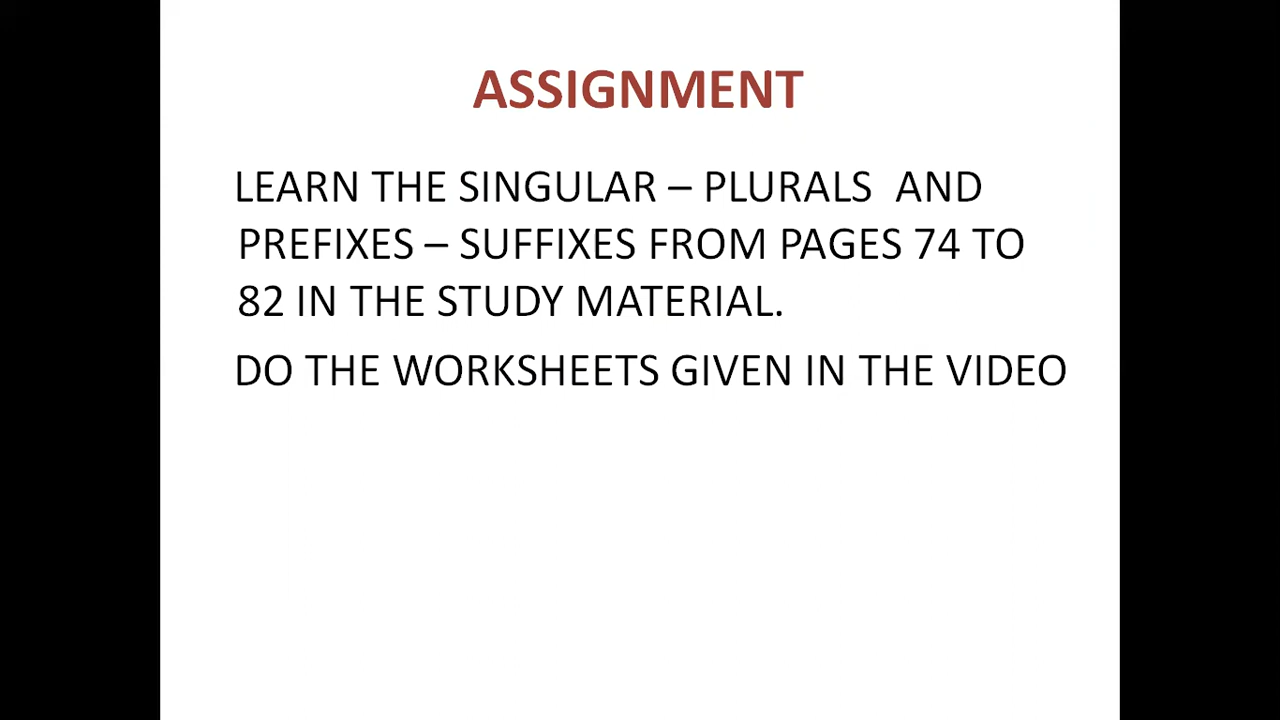 ASSIGNMENT
LEARN THE SINGULAR – PLURALS  AND
PREFIXES – SUFFIXES FROM PAGES 74 TO
82 IN THE STUDY MATERIAL.
DO THE WORKSHEETS GIVEN IN THE VIDEO